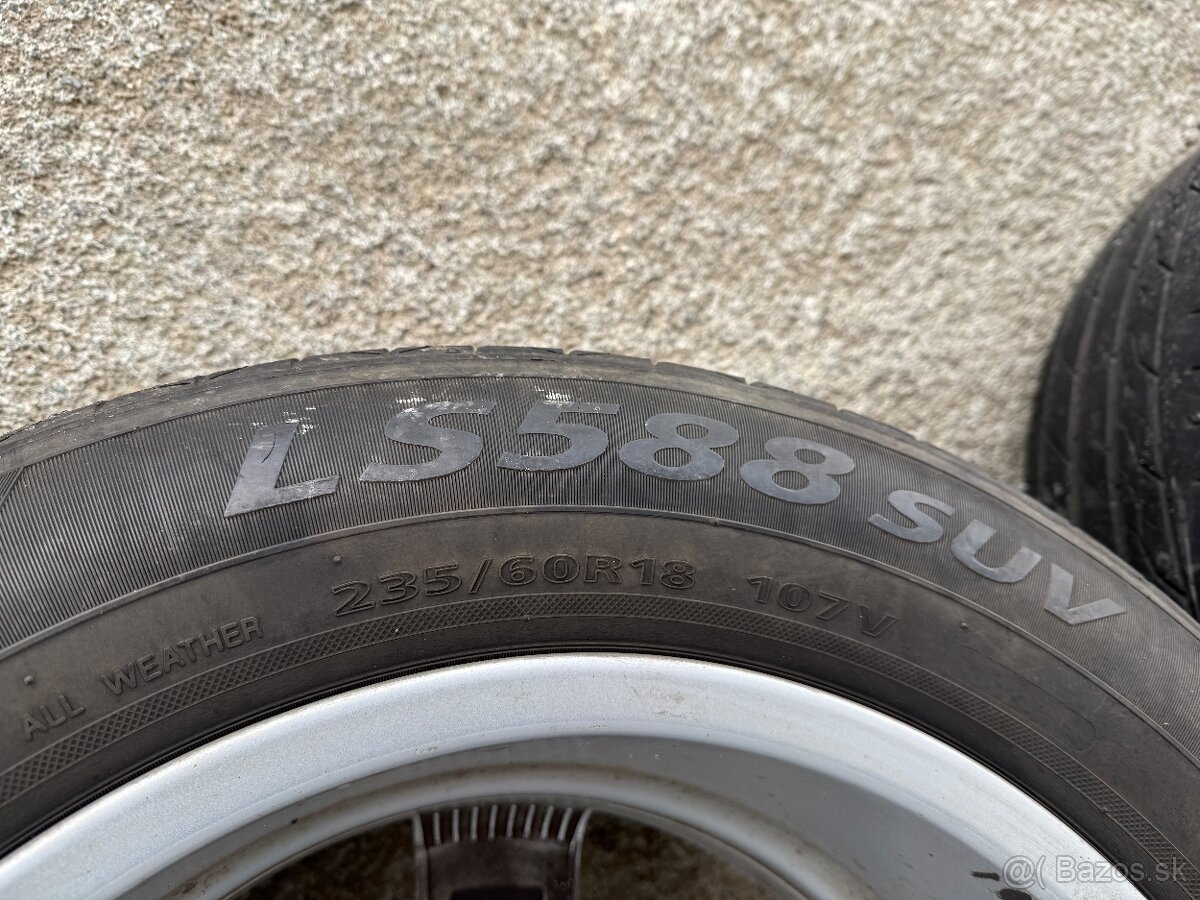 LS588 SUV
235/60R18 107V
ALL WEATHER
@( Bazos.sk